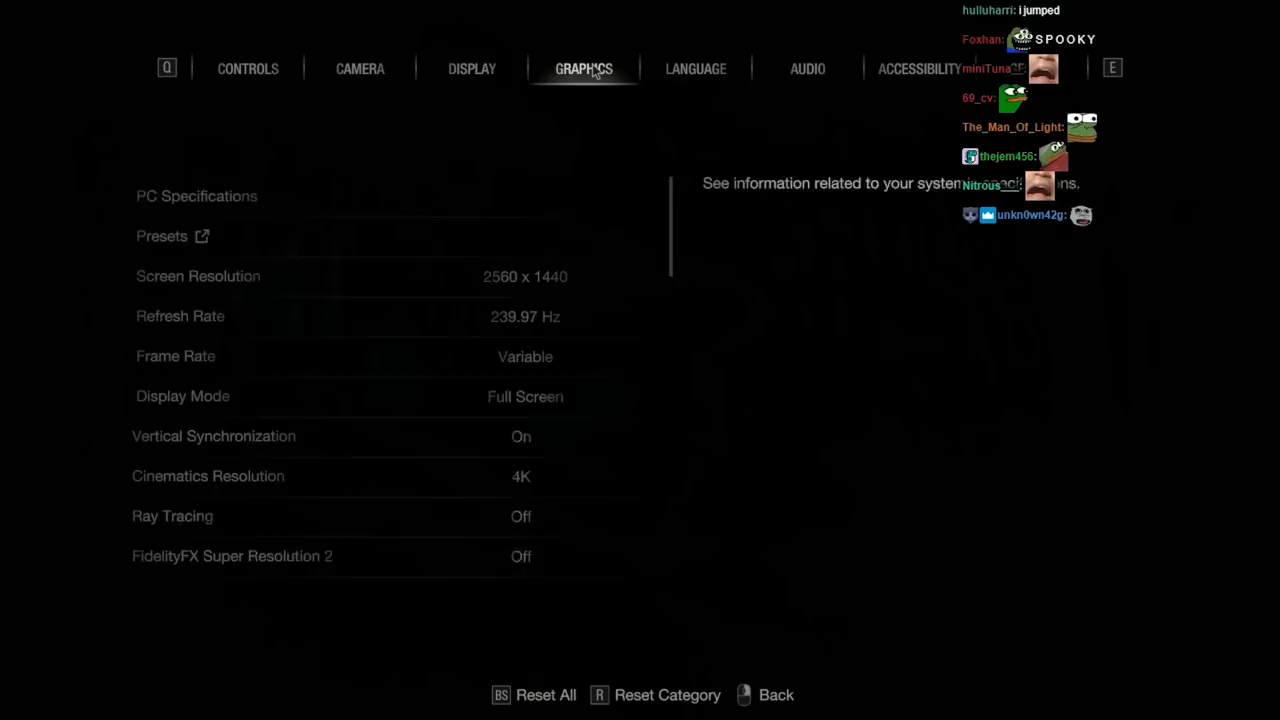 Q
CONTROLS
CAMERA
DISPLAY
GRAPHICS
LANGUAGE
AUDIO
ACCESSIBILITY
E
PC Specifications
Presets
Screen Resolution 2560 x 1440
Refresh Rate 239.97 Hz
Frame Rate Variable
Display Mode Full Screen
Vertical Synchronization On
Cinematics Resolution 4K
Ray Tracing Off
FidelityFX Super Resolution 2 Off
See information related to your system
BS Reset All R Reset Category Back
hulluharri: i jumped
Foxhan: S P O O K Y
69_cv:
The_Man_Of_Light:
thejem456:
Nitrous___:
unkn0wn42g: